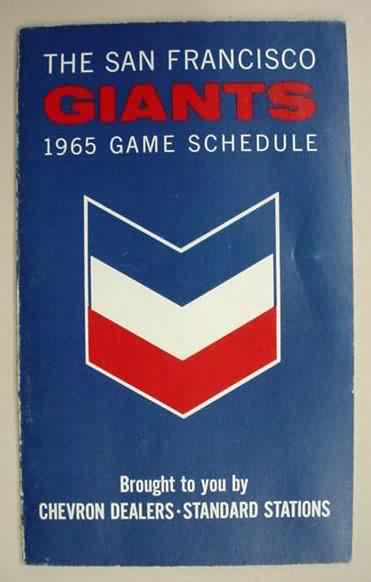 THE SAN FRANCISCO
GIANTS
1965 GAME SCHEDULE
Brought to you by
CHEVRON DEALERS·STANDARD STATIONS